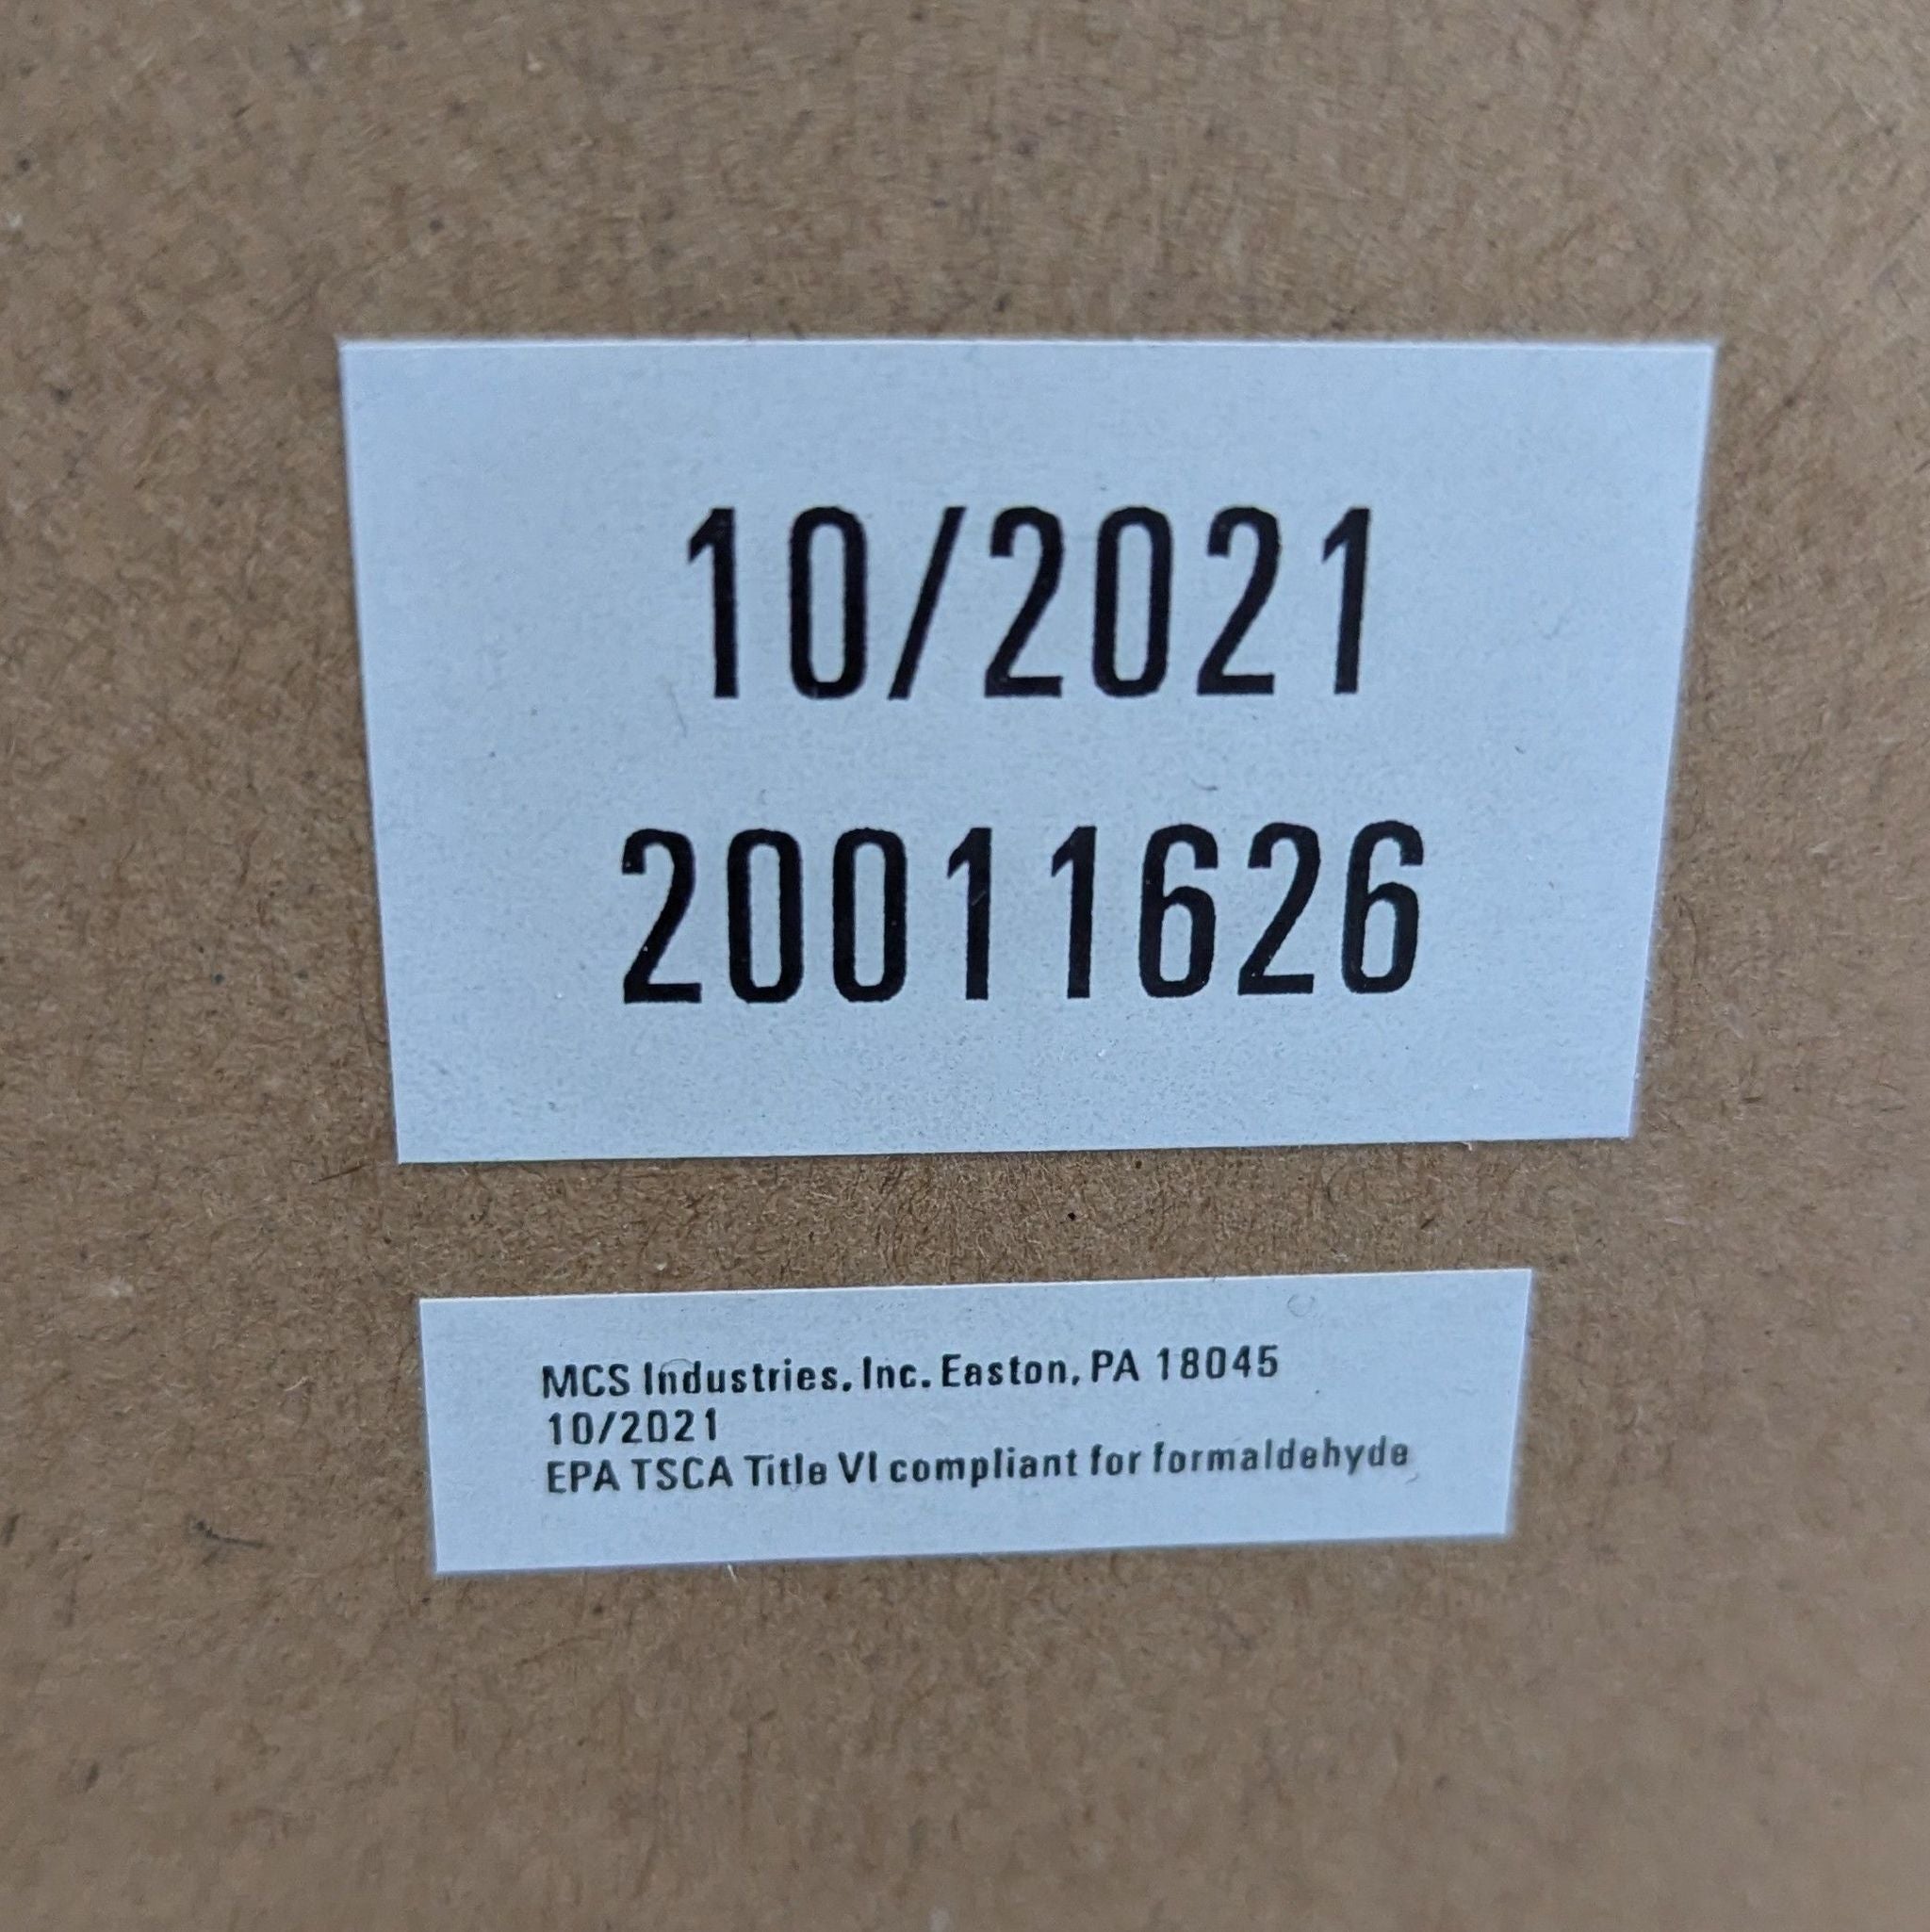 10/2021
20011626
MCS Industries, Inc. Easton, PA 18045
10/2021
EPA TSCA Title VI compliant for formaldehyde